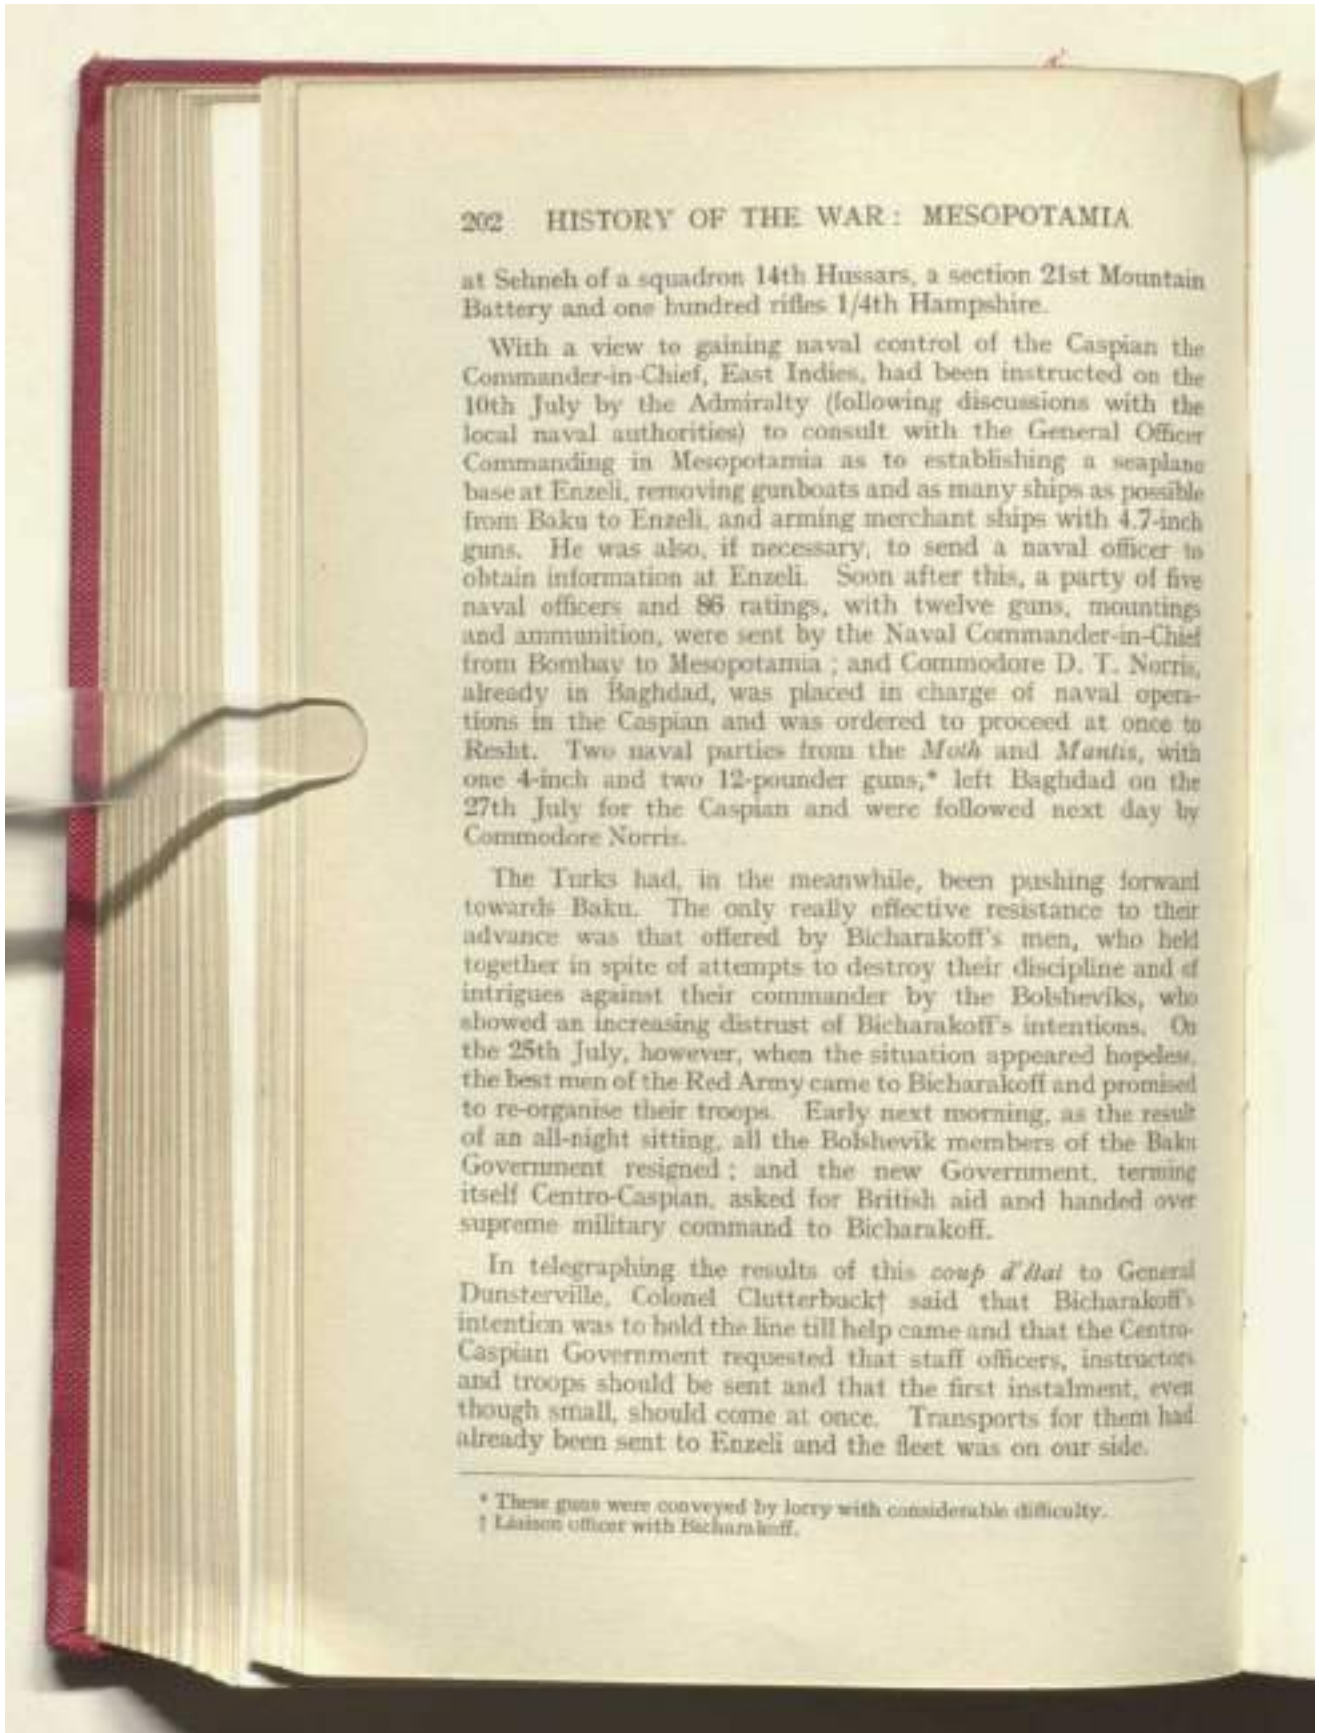 202 HISTORY OF THE WAR: MESOPOTAMIA
at Sehneh of a squadron 14th Hussars, a section 21st Mountain
Battery and one hundred rifles 1/4th Hampshire.
With a view to gaining naval control of the Caspian the
Commander-in-Chief, East Indies, had been instructed on the
10th July by the Admiralty (following discussions with the
local naval authorities) to consult with the General Officer
Commanding in Mesopotamia as to establishing a seaplane
base at Enzeli, removing gunboats and as many ships as possible
from Baku to Enzeli, and arming merchant ships with 4.7-inch
guns. He was also, if necessary, to send a naval officer to
obtain information at Enzeli. Soon after this, a party of five
naval officers and 86 ratings, with twelve guns, mountings
and ammunition, were sent by the Naval Commander-in-Chief
from Bombay to Mesopotamia ; and Commodore D. T. Norris,
already in Baghdad, was placed in charge of naval opera-
tions in the Caspian and was ordered to proceed at once to
Resht. Two naval parties from the Moth and Mantis, with
one 4-inch and two 12-pounder guns,* left Baghdad on the
27th July for the Caspian and were followed next day by
Commodore Norris.
The Turks had, in the meanwhile, been pushing forward
towards Baku. The only really effective resistance to their
advance was that offered by Bicharakoff's men, who held
together in spite of attempts to destroy their discipline and of
intrigues against their commander by the Bolsheviks, who
showed an increasing distrust of Bicharakoff's intentions. On
the 25th July, however, when the situation appeared hopeless,
the best men of the Red Army came to Bicharakoff and promised
to re-organise their troops. Early next morning, as the result
of an all-night sitting, all the Bolshevik members of the Baku
Government resigned ; and the new Government, terming
itself Centro-Caspian, asked for British aid and handed over
supreme military command to Bicharakoff.
In telegraphing the results of this coup d'état to General
Dunsterville, Colonel Clutterbuck† said that Bicharakoff's
intention was to hold the line till help came and that the Centro-
Caspian Government requested that staff officers, instructors
and troops should be sent and that the first instalment, even
though small, should come at once. Transports for them had
already been sent to Enzeli and the fleet was on our side.
* These guns were conveyed by lorry with considerable difficulty.
† Liaison officer with Bicharakoff.